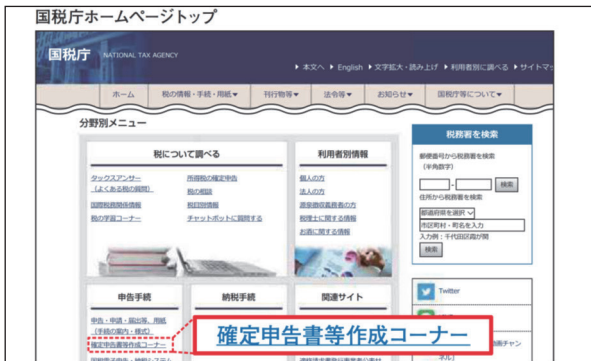 国税庁ホームページトップ
国税庁 NATIONAL TAX AGENCY
本文へ English 文字拡大・読み上げ 利用者別に調べる サイトマッ
ホーム 税の情報・手続・用紙▼ 刊行物等▼ 法令等▼ お知らせ▼ 国税庁等について▼
分野別メニュー
税について調べる
タックスアンサー
(よくある税の質問)
国際税務関係情報
税の学習コーナー
所得税の確定申告
税の相談
税目別情報
チャットボットに質問する
利用者別情報
個人の方
法人の方
源泉徴収義務者の方
税理士に関する情報
お酒に関する情報
税務署を検索
郵便番号から税務署を検索
(半角数字)
- 検索
住所から税務署を検索
都道府県を選択
市区町村・町名を入力
入力例:千代田区霞が関
検索
申告手続
申告・申請・届出等、用紙
(手続の案内・様式)
確定申告書等作成コーナー
納税手続
関連サイト
確定申告書等作成コーナー
Twitter
動画チャン
ネル」